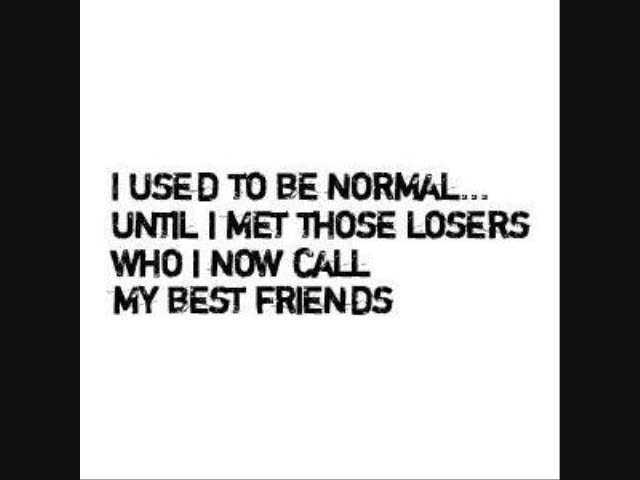 I USED TO BE NORMAL...
UNTIL I MET THOSE LOSERS
WHO I NOW CALL
MY BEST FRIENDS